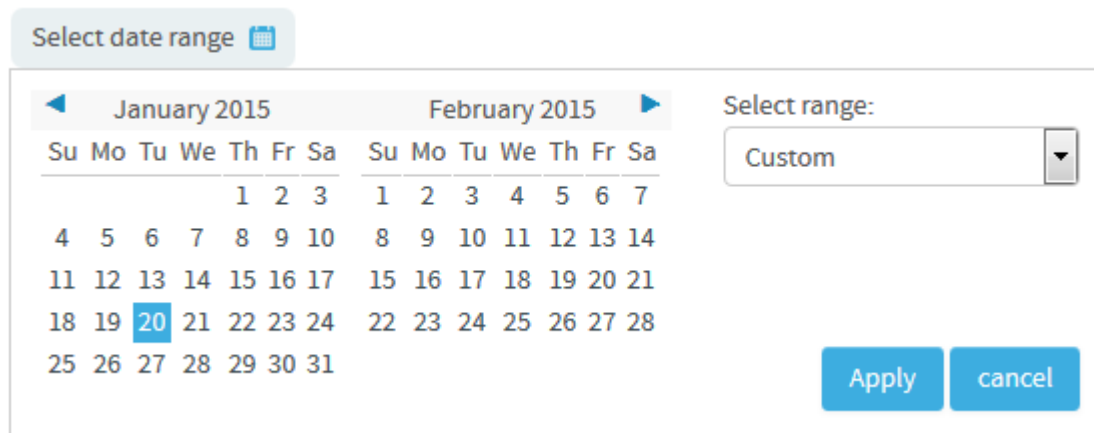 Select date range
January 2015 February 2015
Su Mo Tu We Th Fr Sa Su Mo Tu We Th Fr Sa
1 2 3 1 2 3 4 5 6 7
4 5 6 7 8 9 10 8 9 10 11 12 13 14
11 12 13 14 15 16 17 15 16 17 18 19 20 21
18 19 20 21 22 23 24 22 23 24 25 26 27 28
25 26 27 28 29 30 31
Select range:
Custom
Apply cancel